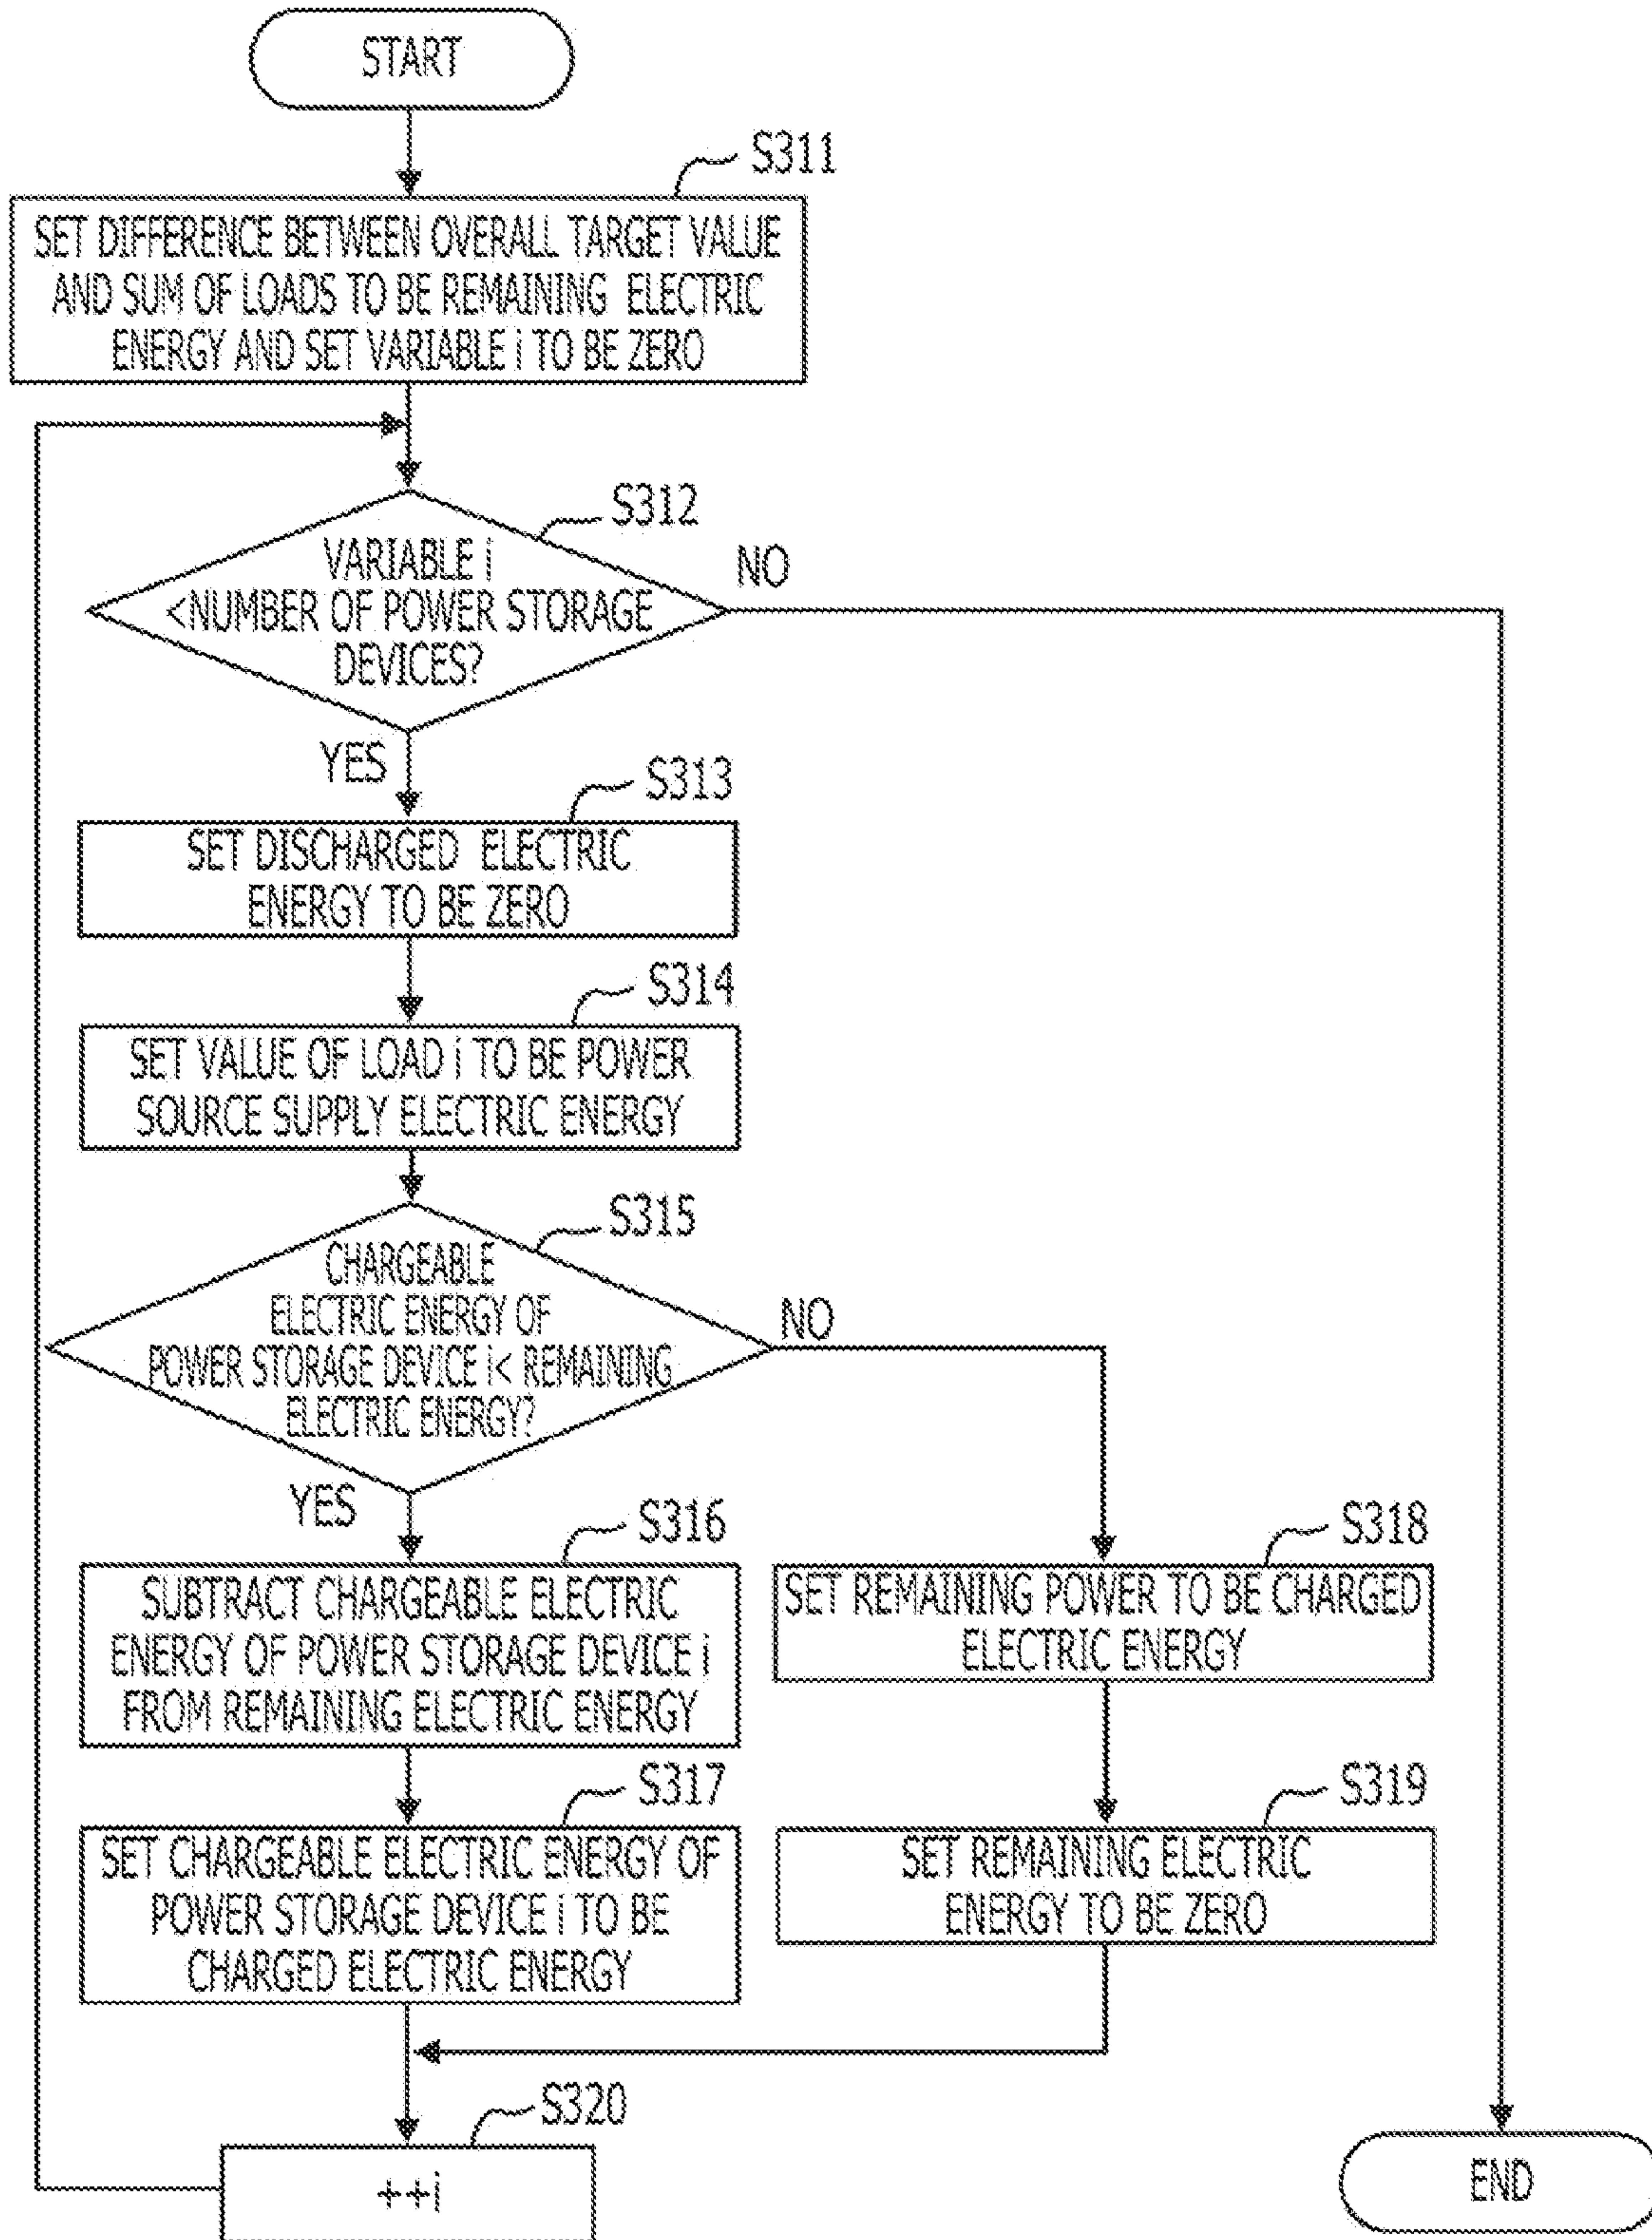 START
S311
SET DIFFERENCE BETWEEN OVERALL TARGET VALUE
AND SUM OF LOADS TO BE REMAINING ELECTRIC
ENERGY AND SET VARIABLE i TO BE ZERO
S312
VARIABLE i
<NUMBER OF POWER STORAGE
DEVICES?
NO
YES
S313
SET DISCHARGED ELECTRIC
ENERGY TO BE ZERO
S314
SET VALUE OF LOAD i TO BE POWER
SOURCE SUPPLY ELECTRIC ENERGY
S315
CHARGEABLE
ELECTRIC ENERGY OF
POWER STORAGE DEVICE i< REMAINING
ELECTRIC ENERGY?
NO
YES
S316
SUBTRACT CHARGEABLE ELECTRIC
ENERGY OF POWER STORAGE DEVICE i
FROM REMAINING ELECTRIC ENERGY
S318
SET REMAINING POWER TO BE CHARGED
ELECTRIC ENERGY
S317
SET CHARGEABLE ELECTRIC ENERGY OF
POWER STORAGE DEVICE i TO BE
CHARGED ELECTRIC ENERGY
S319
SET REMAINING ELECTRIC
ENERGY TO BE ZERO
S320
++i
END